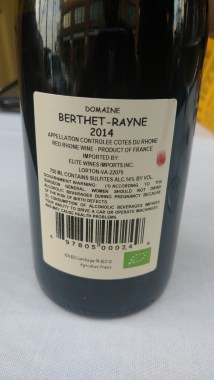 DOMAINE
BERTHET-RAYNE
2014
APPELLATION CONTROLEE COTES DU RHONE
RED RHONE WINE - PRODUCT OF FRANCE
IMPORTED BY:
ELITE WINES IMPORTS INC.
LORTON-VA-22079
750 ML CONTAINS SULFITES ALC. 14% BY VOL.
GOVERNMENT WARNING: (1) ACCORDING TO THE
SURGEON GENERAL, WOMEN SHOULD NOT DRINK
ALCOHOLIC BEVERAGES DURING PREGNANCY BECAUSE
OF THE RISK OF BIRTH DEFECTS.
CONSUMPTION OF ALCOHOLIC BEVERAGES IMPAIRS
YOUR ABILITY TO DRIVE A CAR OR OPERATE MACHINERY,
AND MAY CAUSE HEALTH PROBLEMS.
97805 00024
Agriculture France